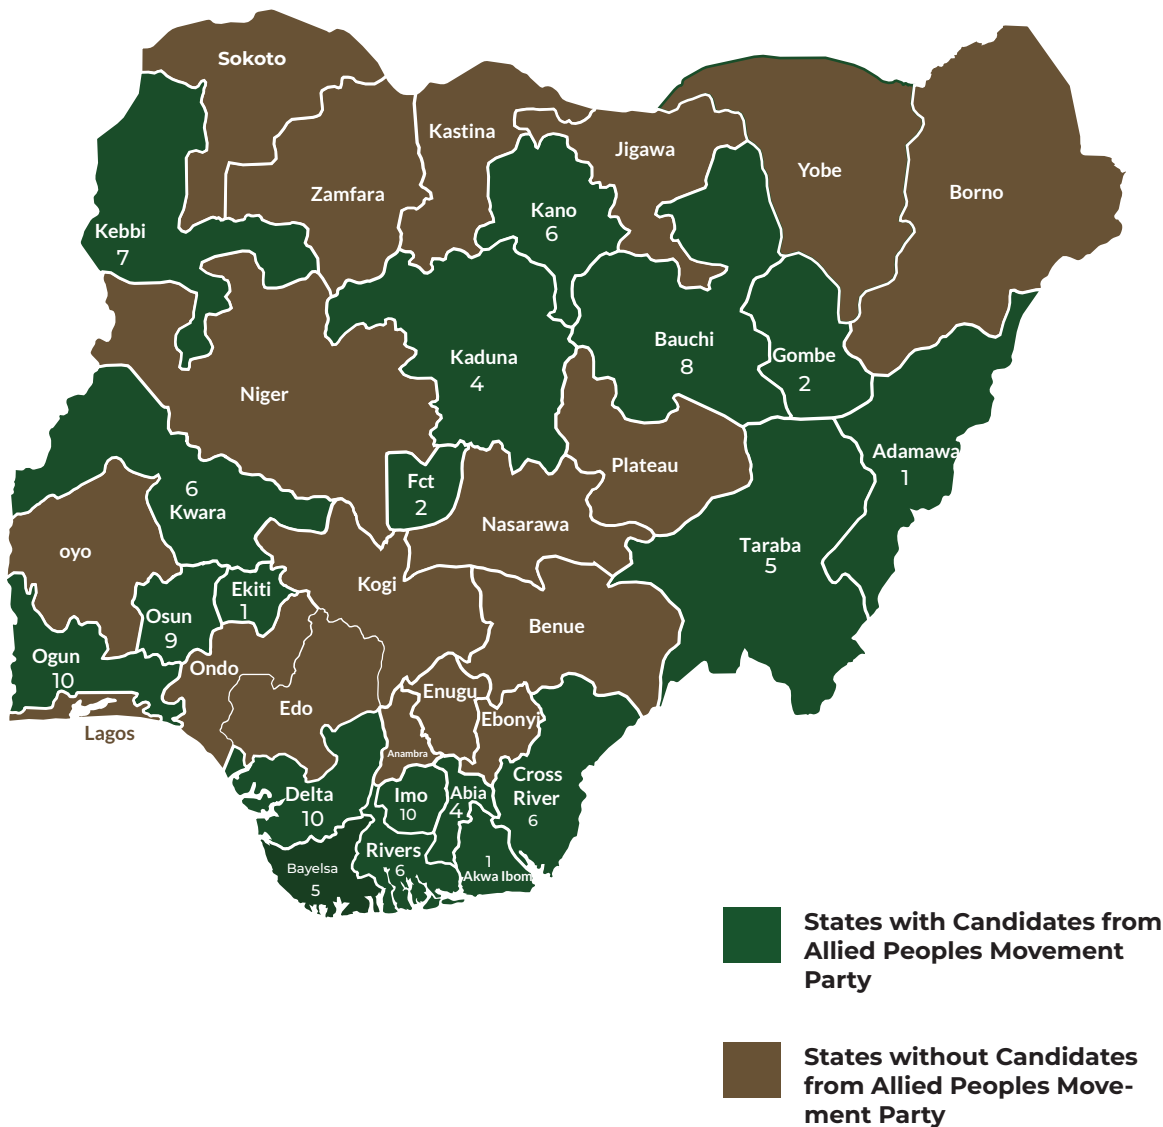 Sokoto
Kastina
Jigawa
Yobe
Borno
Zamfara
Kano
6
Kebbi
7
Bauchi
8
Gombe
2
Kaduna
4
Niger
Adamawa
1
Plateau
Fct
2
6
Kwara
Nasarawa
Taraba
5
oyo
Kogi
Ekiti
1
Osun
9
Benue
Ogun
10
Ondo
Enugu
Edo
Ebonyi
Lagos
Anambra
Cross
River
6
Delta
10
Imo
10
Abia
4
Rivers
6
1
Akwa Ibom
Bayelsa
5
States with Candidates from
Allied Peoples Movement
Party
States without Candidates
from Allied Peoples Move-
ment Party